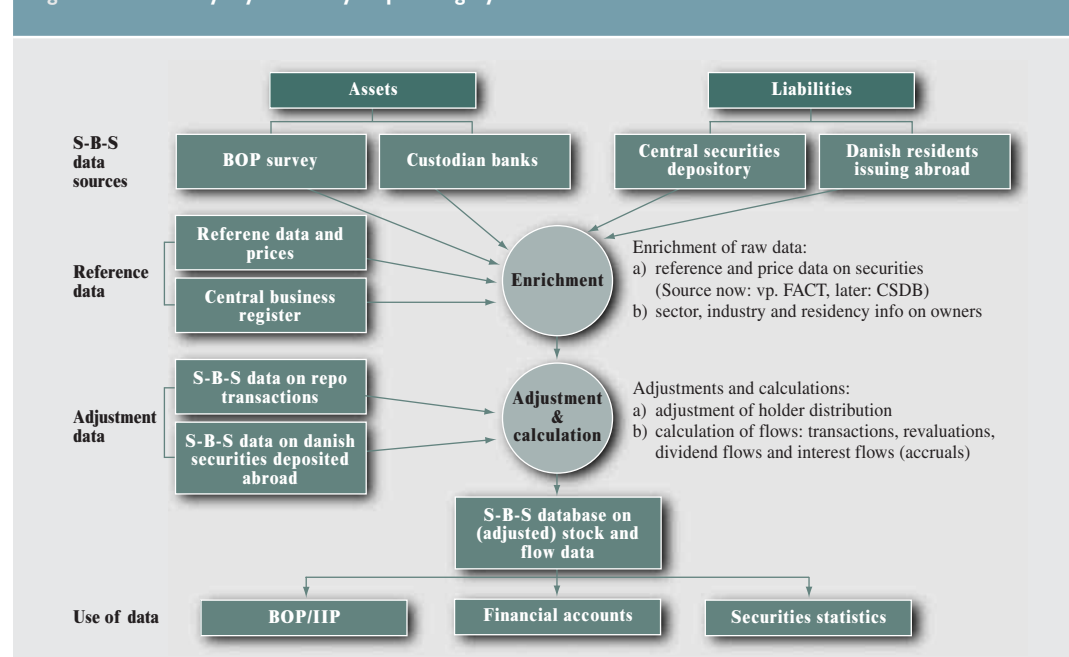 Assets
Liabilities
S-B-S
data
sources
BOP survey
Custodian banks
Central securities
depository
Danish residents
issuing abroad
Reference
data
Referene data and
prices
Central business
register
Enrichment
Enrichment of raw data:
a) reference and price data on securities
(Source now: vp. FACT, later: CSDB)
b) sector, industry and residency info on owners
Adjustment
data
S-B-S data on repo
transactions
S-B-S data on danish
securities deposited
abroad
Adjustment
&
calculation
Adjustments and calculations:
a) adjustment of holder distribution
b) calculation of flows: transactions, revaluations,
dividend flows and interest flows (accruals)
S-B-S database on
(adjusted) stock and
flow data
Use of data
BOP/IIP
Financial accounts
Securities statistics